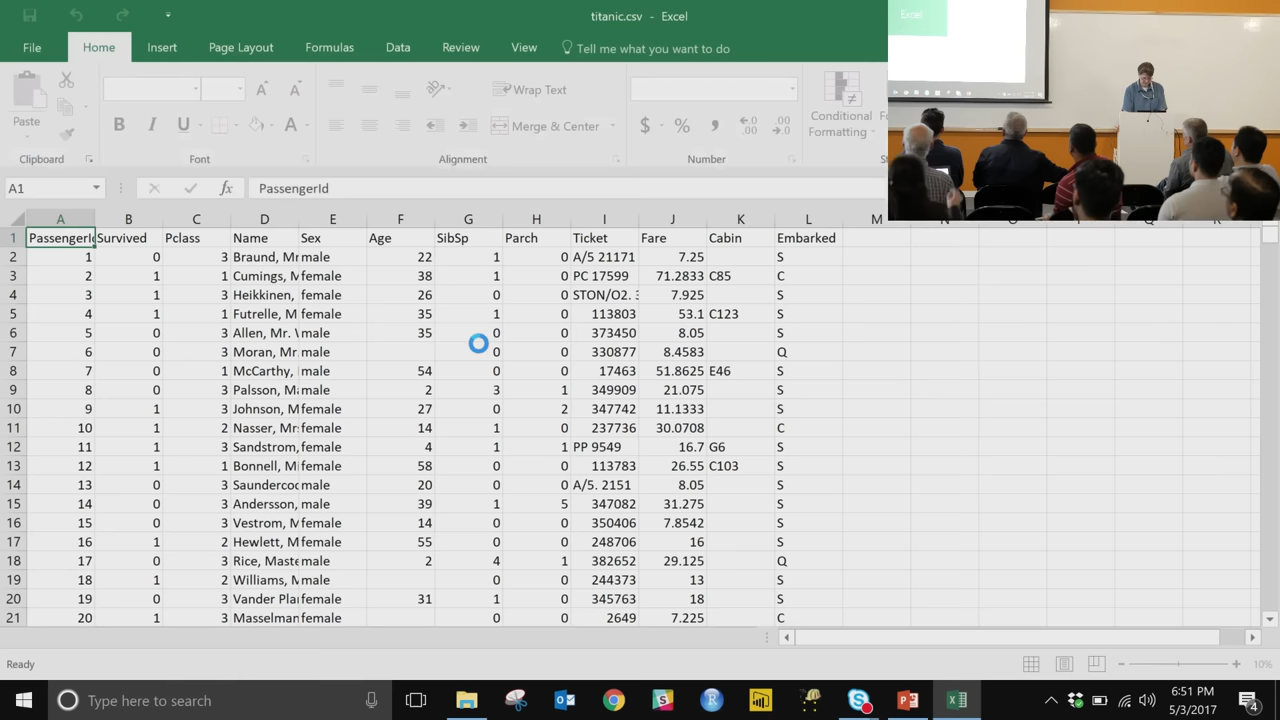 titanic.csv - Excel
Excel
File Home Insert Page Layout Formulas Data Review View Tell me what you want to do
Wrap Text
Paste B I U A Merge & Center $ % , Conditional
Formatting
Clipboard Font Alignment Number
A1 fx PassengerId
A B C D E F G H I J K L M
1 PassengerId Survived Pclass Name Sex Age SibSp Parch Ticket Fare Cabin Embarked
2 1 0 3 Braund, Mr male 22 1 0 A/5 21171 7.25 S
3 2 1 1 Cumings, M female 38 1 0 PC 17599 71.2833 C85 C
4 3 1 3 Heikkinen, female 26 0 0 STON/O2. 3 7.925 S
5 4 1 1 Futrelle, M female 35 1 0 113803 53.1 C123 S
6 5 0 3 Allen, Mr. male 35 0 0 373450 8.05 S
7 6 0 3 Moran, Mr. male 0 0 330877 8.4583 Q
8 7 0 1 McCarthy, male 54 0 0 17463 51.8625 E46 S
9 8 0 3 Palsson, Ma male 2 3 1 349909 21.075 S
10 9 1 3 Johnson, M female 27 0 2 347742 11.1333 S
11 10 1 2 Nasser, Mr female 14 1 0 237736 30.0708 C
12 11 1 3 Sandstrom, female 4 1 1 PP 9549 16.7 G6 S
13 12 1 1 Bonnell, M female 58 0 0 113783 26.55 C103 S
14 13 0 3 Saundercoc male 20 0 0 A/5. 2151 8.05 S
15 14 0 3 Andersson, male 39 1 5 347082 31.275 S
16 15 0 3 Vestrom, M female 14 0 0 350406 7.8542 S
17 16 1 2 Hewlett, M female 55 0 0 248706 16 S
18 17 0 3 Rice, Maste male 2 4 1 382652 29.125 Q
19 18 1 2 Williams, M male 0 0 244373 13 S
20 19 0 3 Vander Pla female 31 1 0 345763 18 S
21 20 1 3 Masselman female 0 0 2649 7.225 C
Ready 10%
Type here to search 6:51 PM
5/3/2017 4